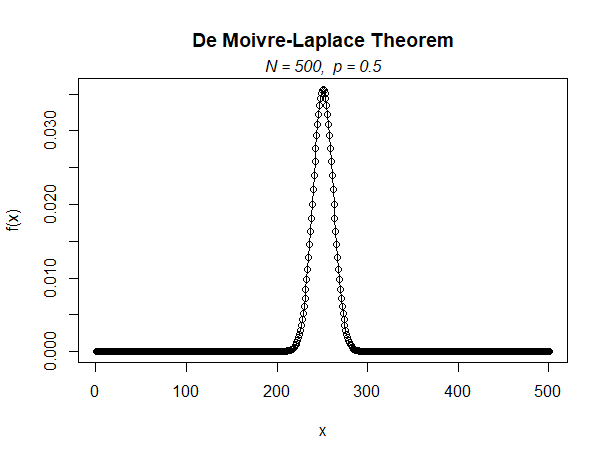 De Moivre-Laplace Theorem
N = 500, p = 0.5
f(x)
0.030
0.020
0.010
0.000
0 100 200 300 400 500
x